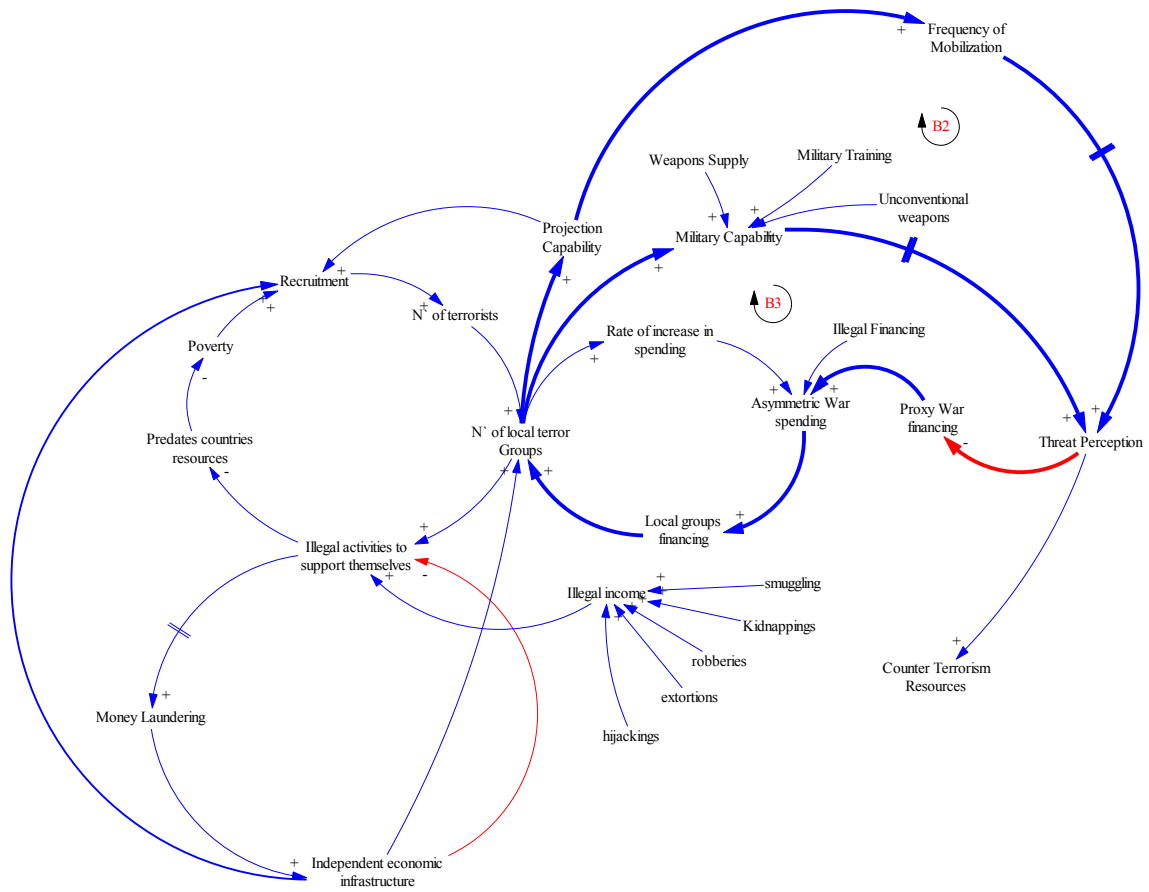 Frequency of
Mobilization
+
B2
Weapons Supply
Military Training
Unconventional
weapons
+
+
Projection
Capability
Military Capability
+
+
+
Recruitment
+
N` of terrorists
B3
+
+
Poverty
-
Rate of increase in
spending
+
Illegal Financing
+
+
Asymmetric War
spending
Proxy War
financing
-
+
+
Threat Perception
Predates countries
resources
-
+
N` of local terror
Groups
+
+
+
Local groups
financing
+
Illegal activities to
support themselves
+
-
Illegal income
+
+
+
+
smuggling
Kidnappings
robberies
extortions
hijackings
+
Counter Terrorism
Resources
+
Money Laundering
+
Independent economic
infrastructure